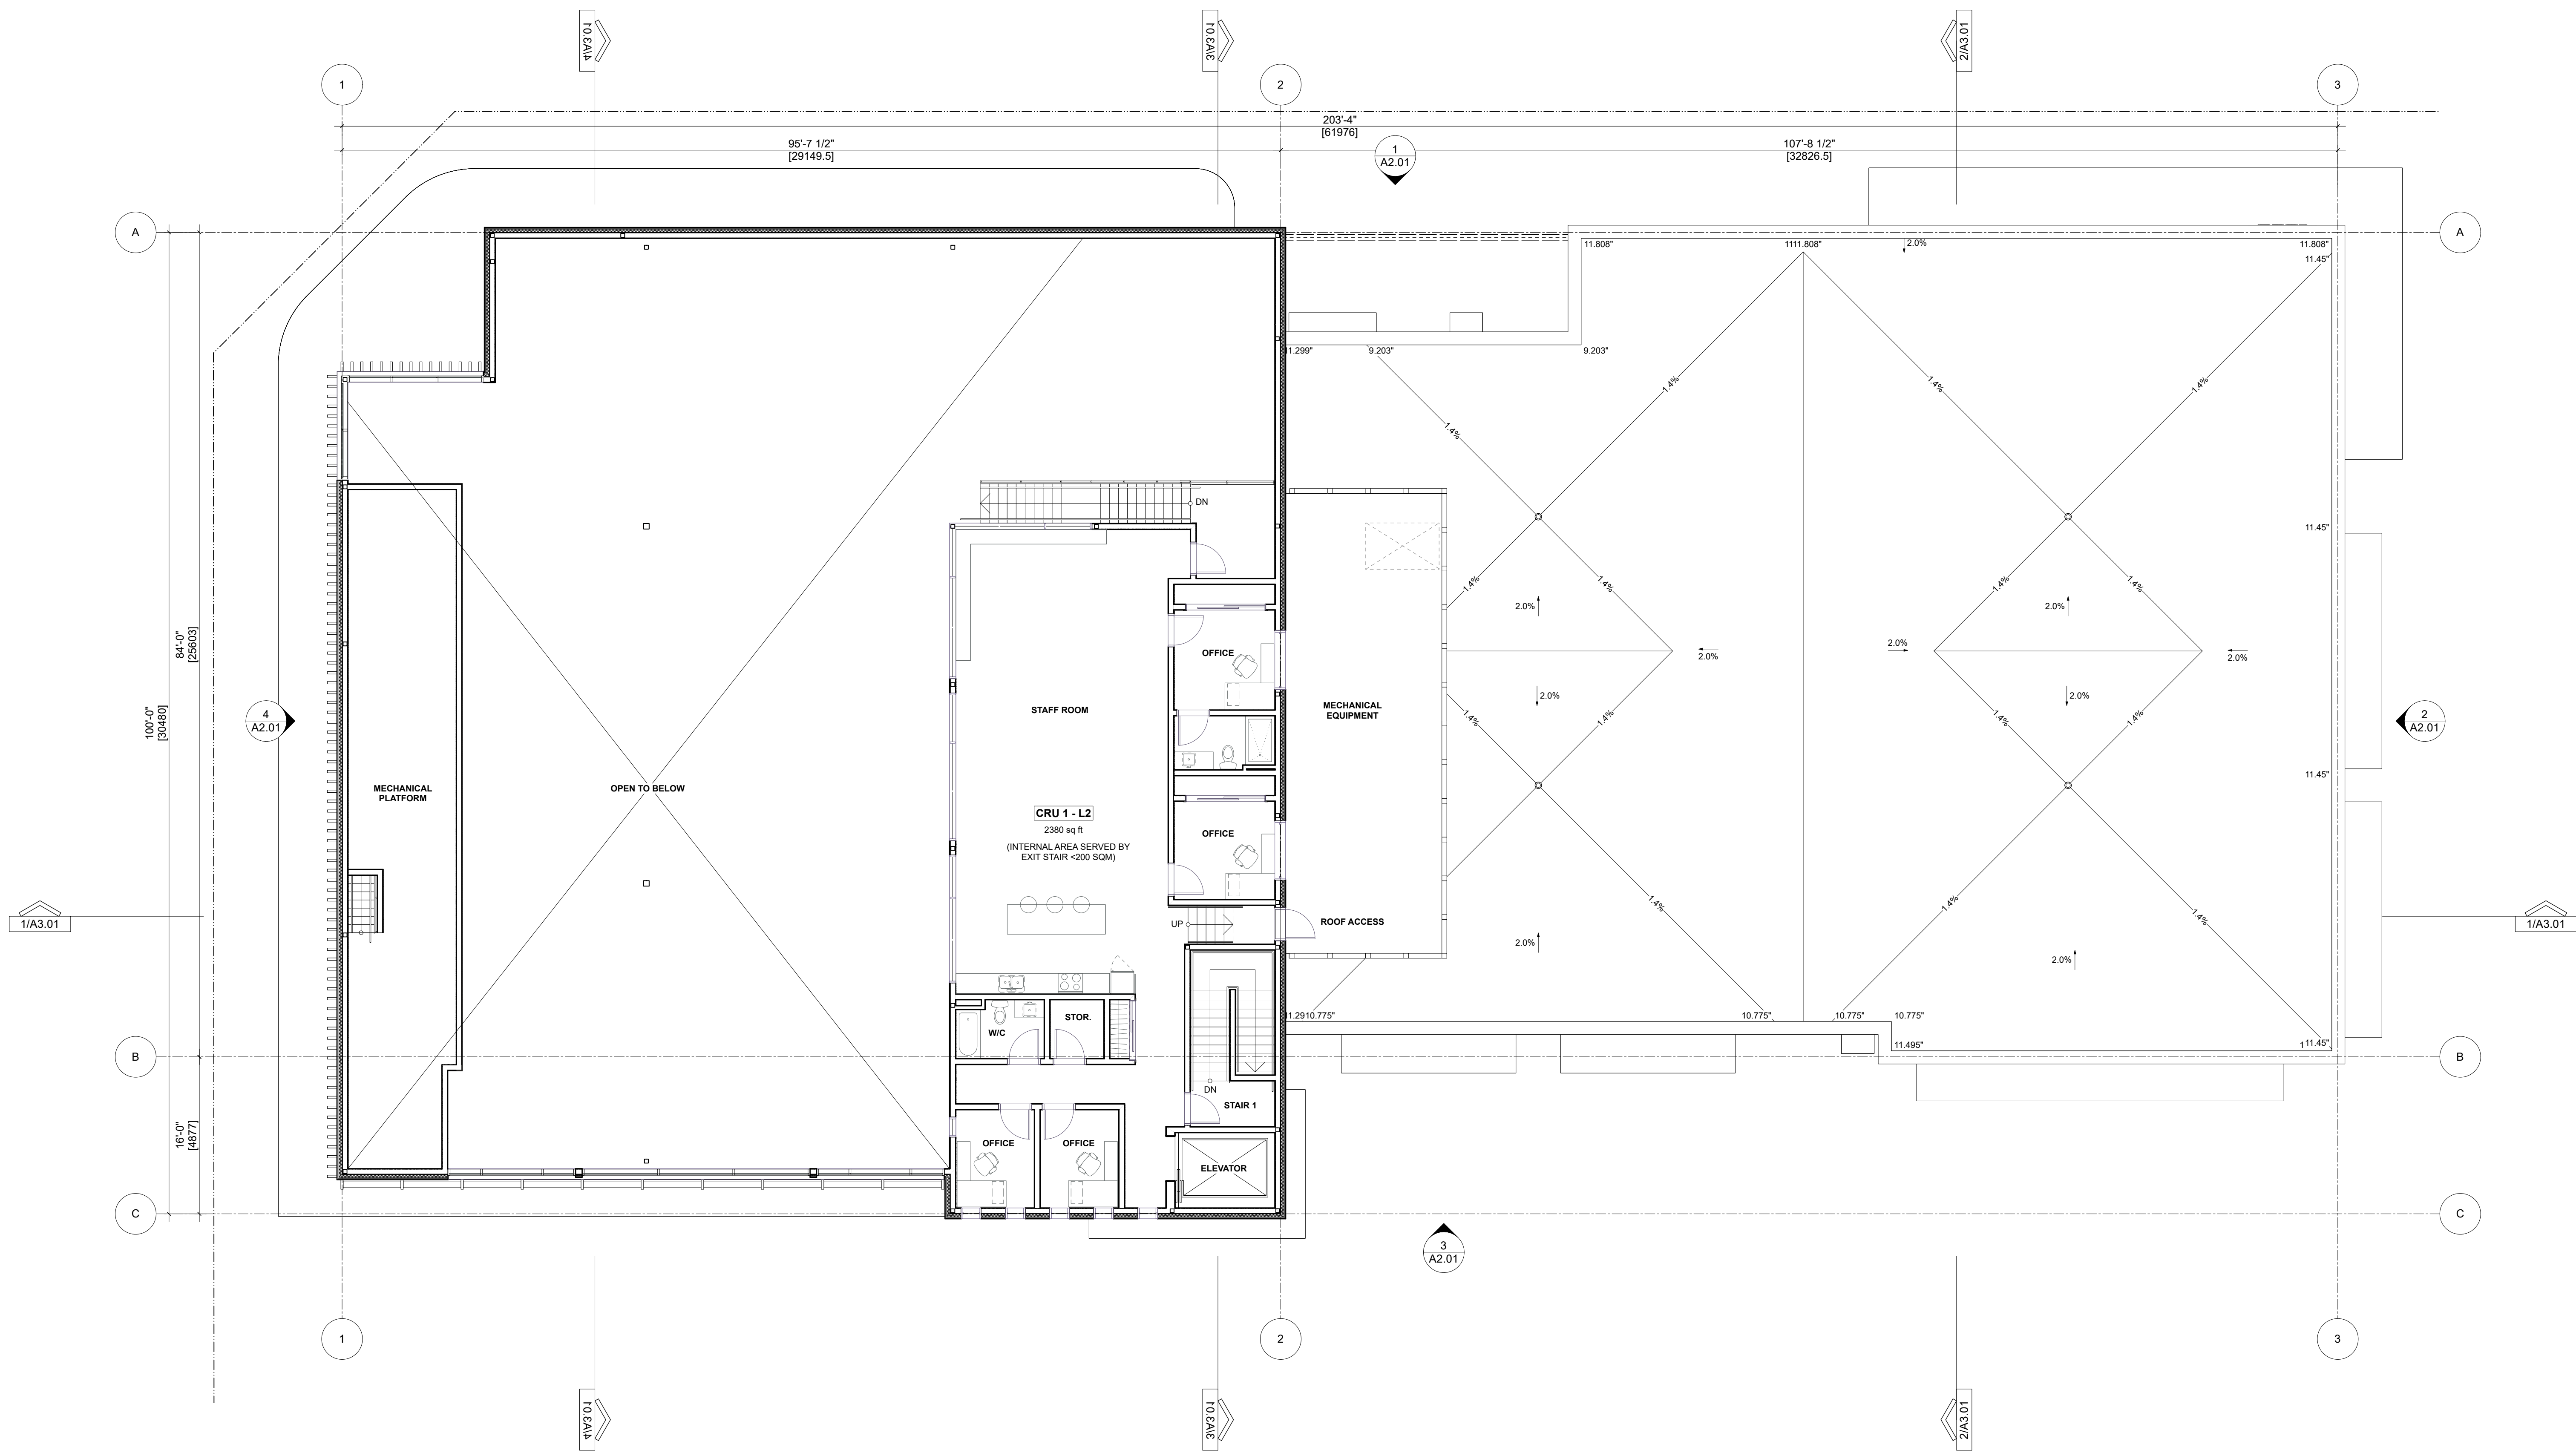 4/A3.01
3/A3.01
2/A3.01
1
2
3
203'-4"
[61976]
95'-7 1/2"
[29149.5]
107'-8 1/2"
[32826.5]
1
A2.01
A
A
11.808"
1111.808"
2.0%
11.808"
11.45"
11.299"
9.203"
9.203"
1.4%
1.4%
1.4%
1.4%
DN
11.45"
1.4%
1.4%
1.4%
1.4%
2.0%
2.0%
84'-0"
[25603]
OFFICE
2.0%
2.0%
2.0%
2.0%
2.0%
100'-0"
[30480]
4
A2.01
STAFF ROOM
MECHANICAL
EQUIPMENT
1.4%
1.4%
1.4%
1.4%
2
A2.01
11.45"
MECHANICAL
PLATFORM
OPEN TO BELOW
CRU 1 - L2
2380 sq ft
(INTERNAL AREA SERVED BY
EXIT STAIR <200 SQM)
OFFICE
1.4%
1.4%
1.4%
1/A3.01
UP
ROOF ACCESS
1/A3.01
2.0%
2.0%
W/C
STOR.
11.2910.775"
10.775"
10.775"
10.775"
11.495"
111.45"
B
B
DN
STAIR 1
16'-0"
[4877]
OFFICE
OFFICE
ELEVATOR
C
C
3
A2.01
1
2
3
4/A3.01
3/A3.01
2/A3.01